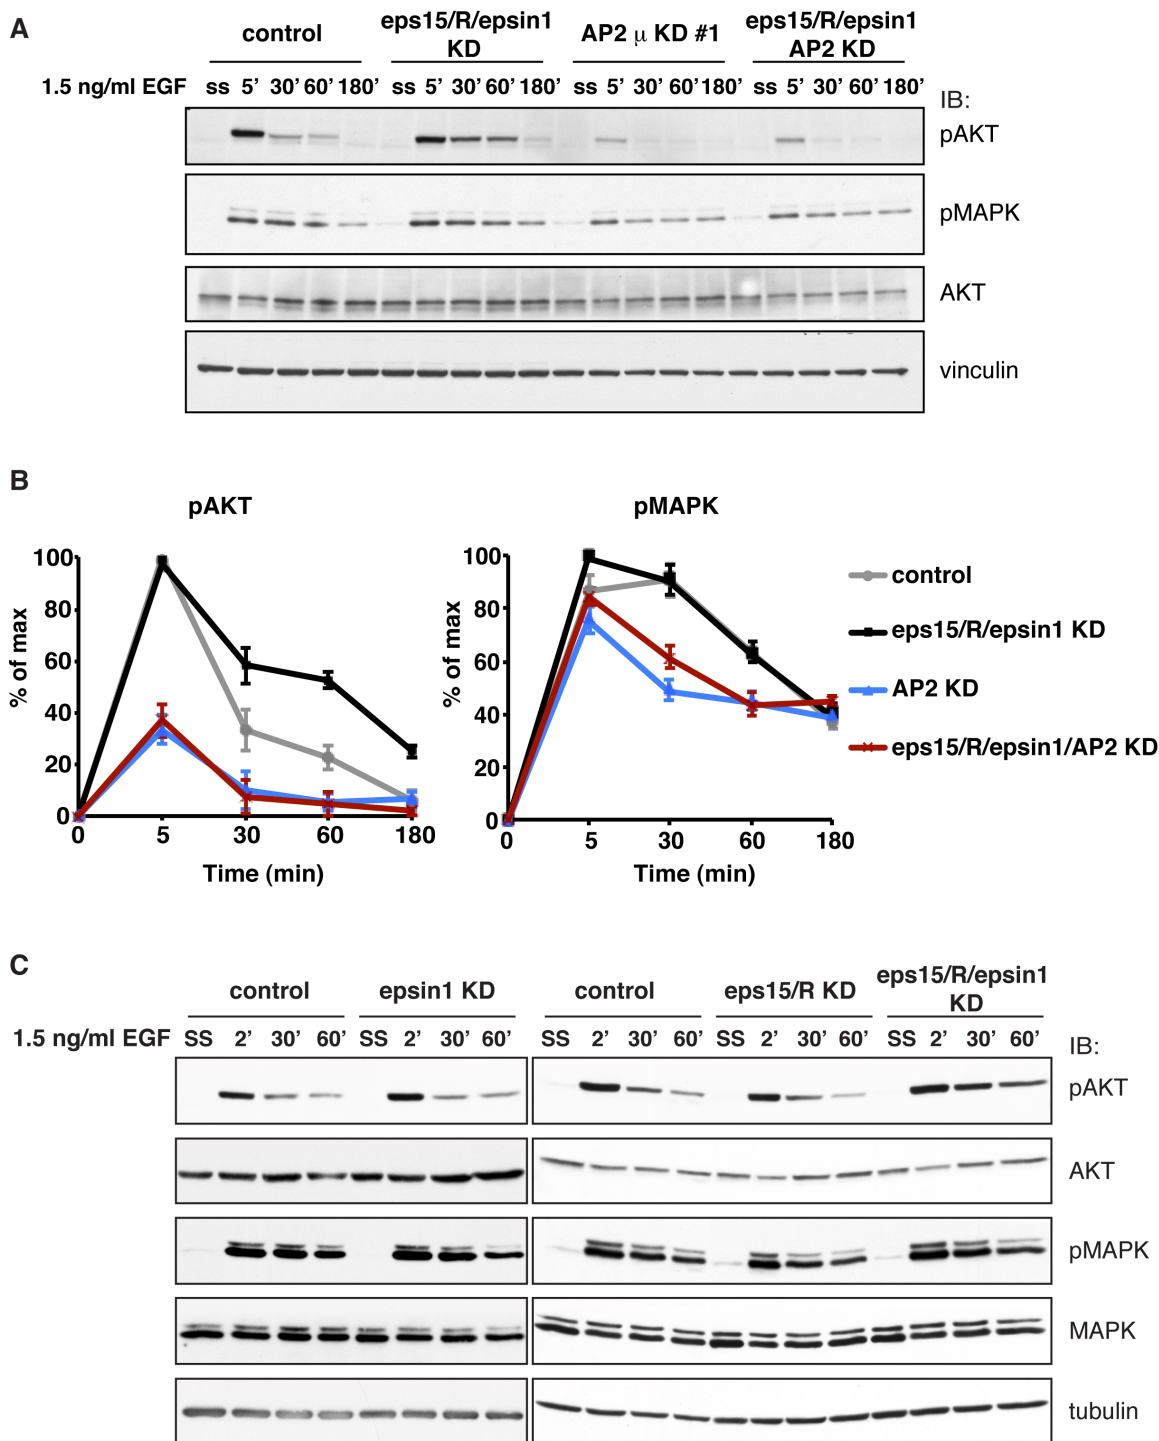 A
control
eps15/R/epsin1
KD
AP2 μ KD #1
eps15/R/epsin1
AP2 KD
1.5 ng/ml EGF ss 5’ 30’ 60’ 180’ ss 5’ 30’ 60’ 180’ ss 5’ 30’ 60’ 180’ ss 5’ 30’ 60’ 180’
IB:
pAKT
pMAPK
AKT
vinculin
B
pAKT
% of max
100
80
60
40
20
0
0 5 30 60 180
Time (min)
pMAPK
% of max
100
80
60
40
20
0
0 5 30 60 180
Time (min)
control
eps15/R/epsin1 KD
AP2 KD
eps15/R/epsin1/AP2 KD
C
control
epsin1 KD
control
eps15/R KD
eps15/R/epsin1
KD
1.5 ng/ml EGF SS 2’ 30’ 60’ SS 2’ 30’ 60’ SS 2’ 30’ 60’ SS 2’ 30’ 60’ SS 2’ 30’ 60’
IB:
pAKT
AKT
pMAPK
MAPK
tubulin